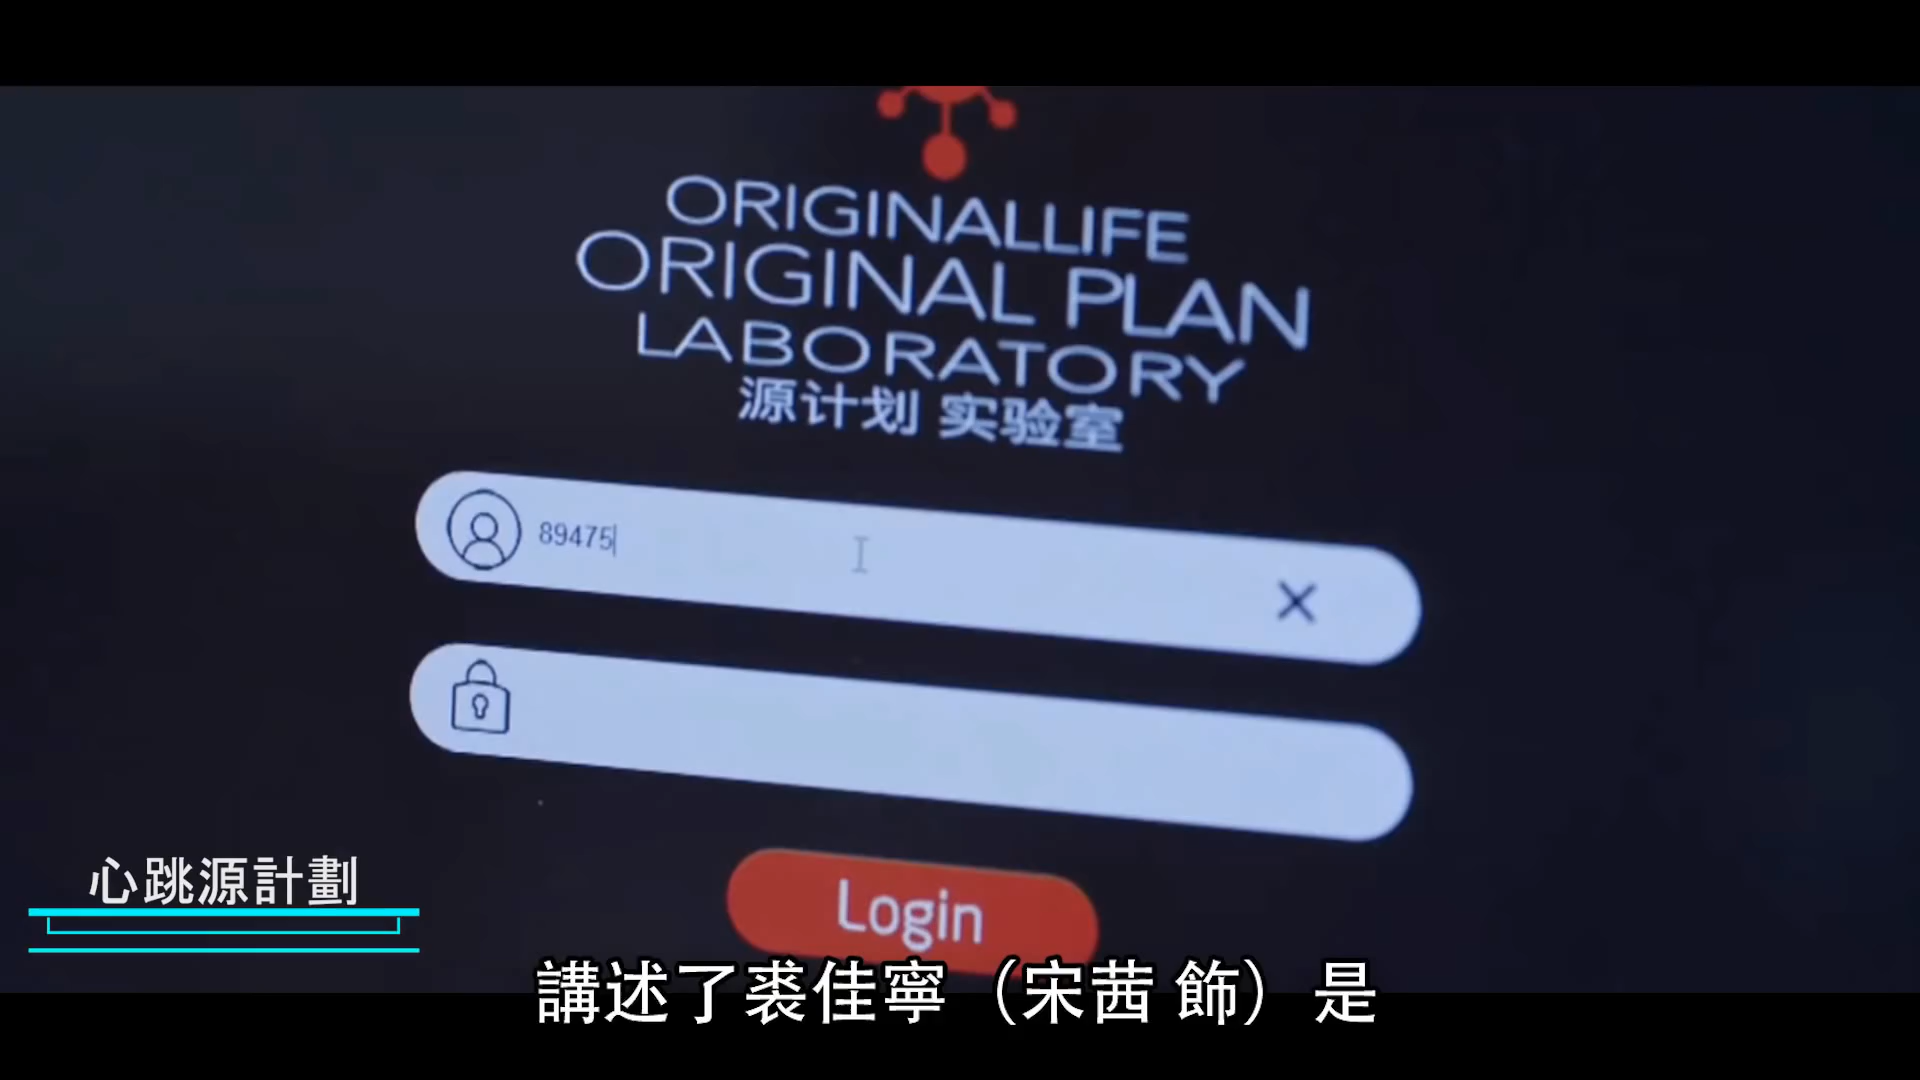 ORIGINALLIFE
ORIGINAL PLAN
LABORATORY
源计划 实验室
89475
Login
心跳源計劃
講述了裘佳寧（宋茜 飾）是